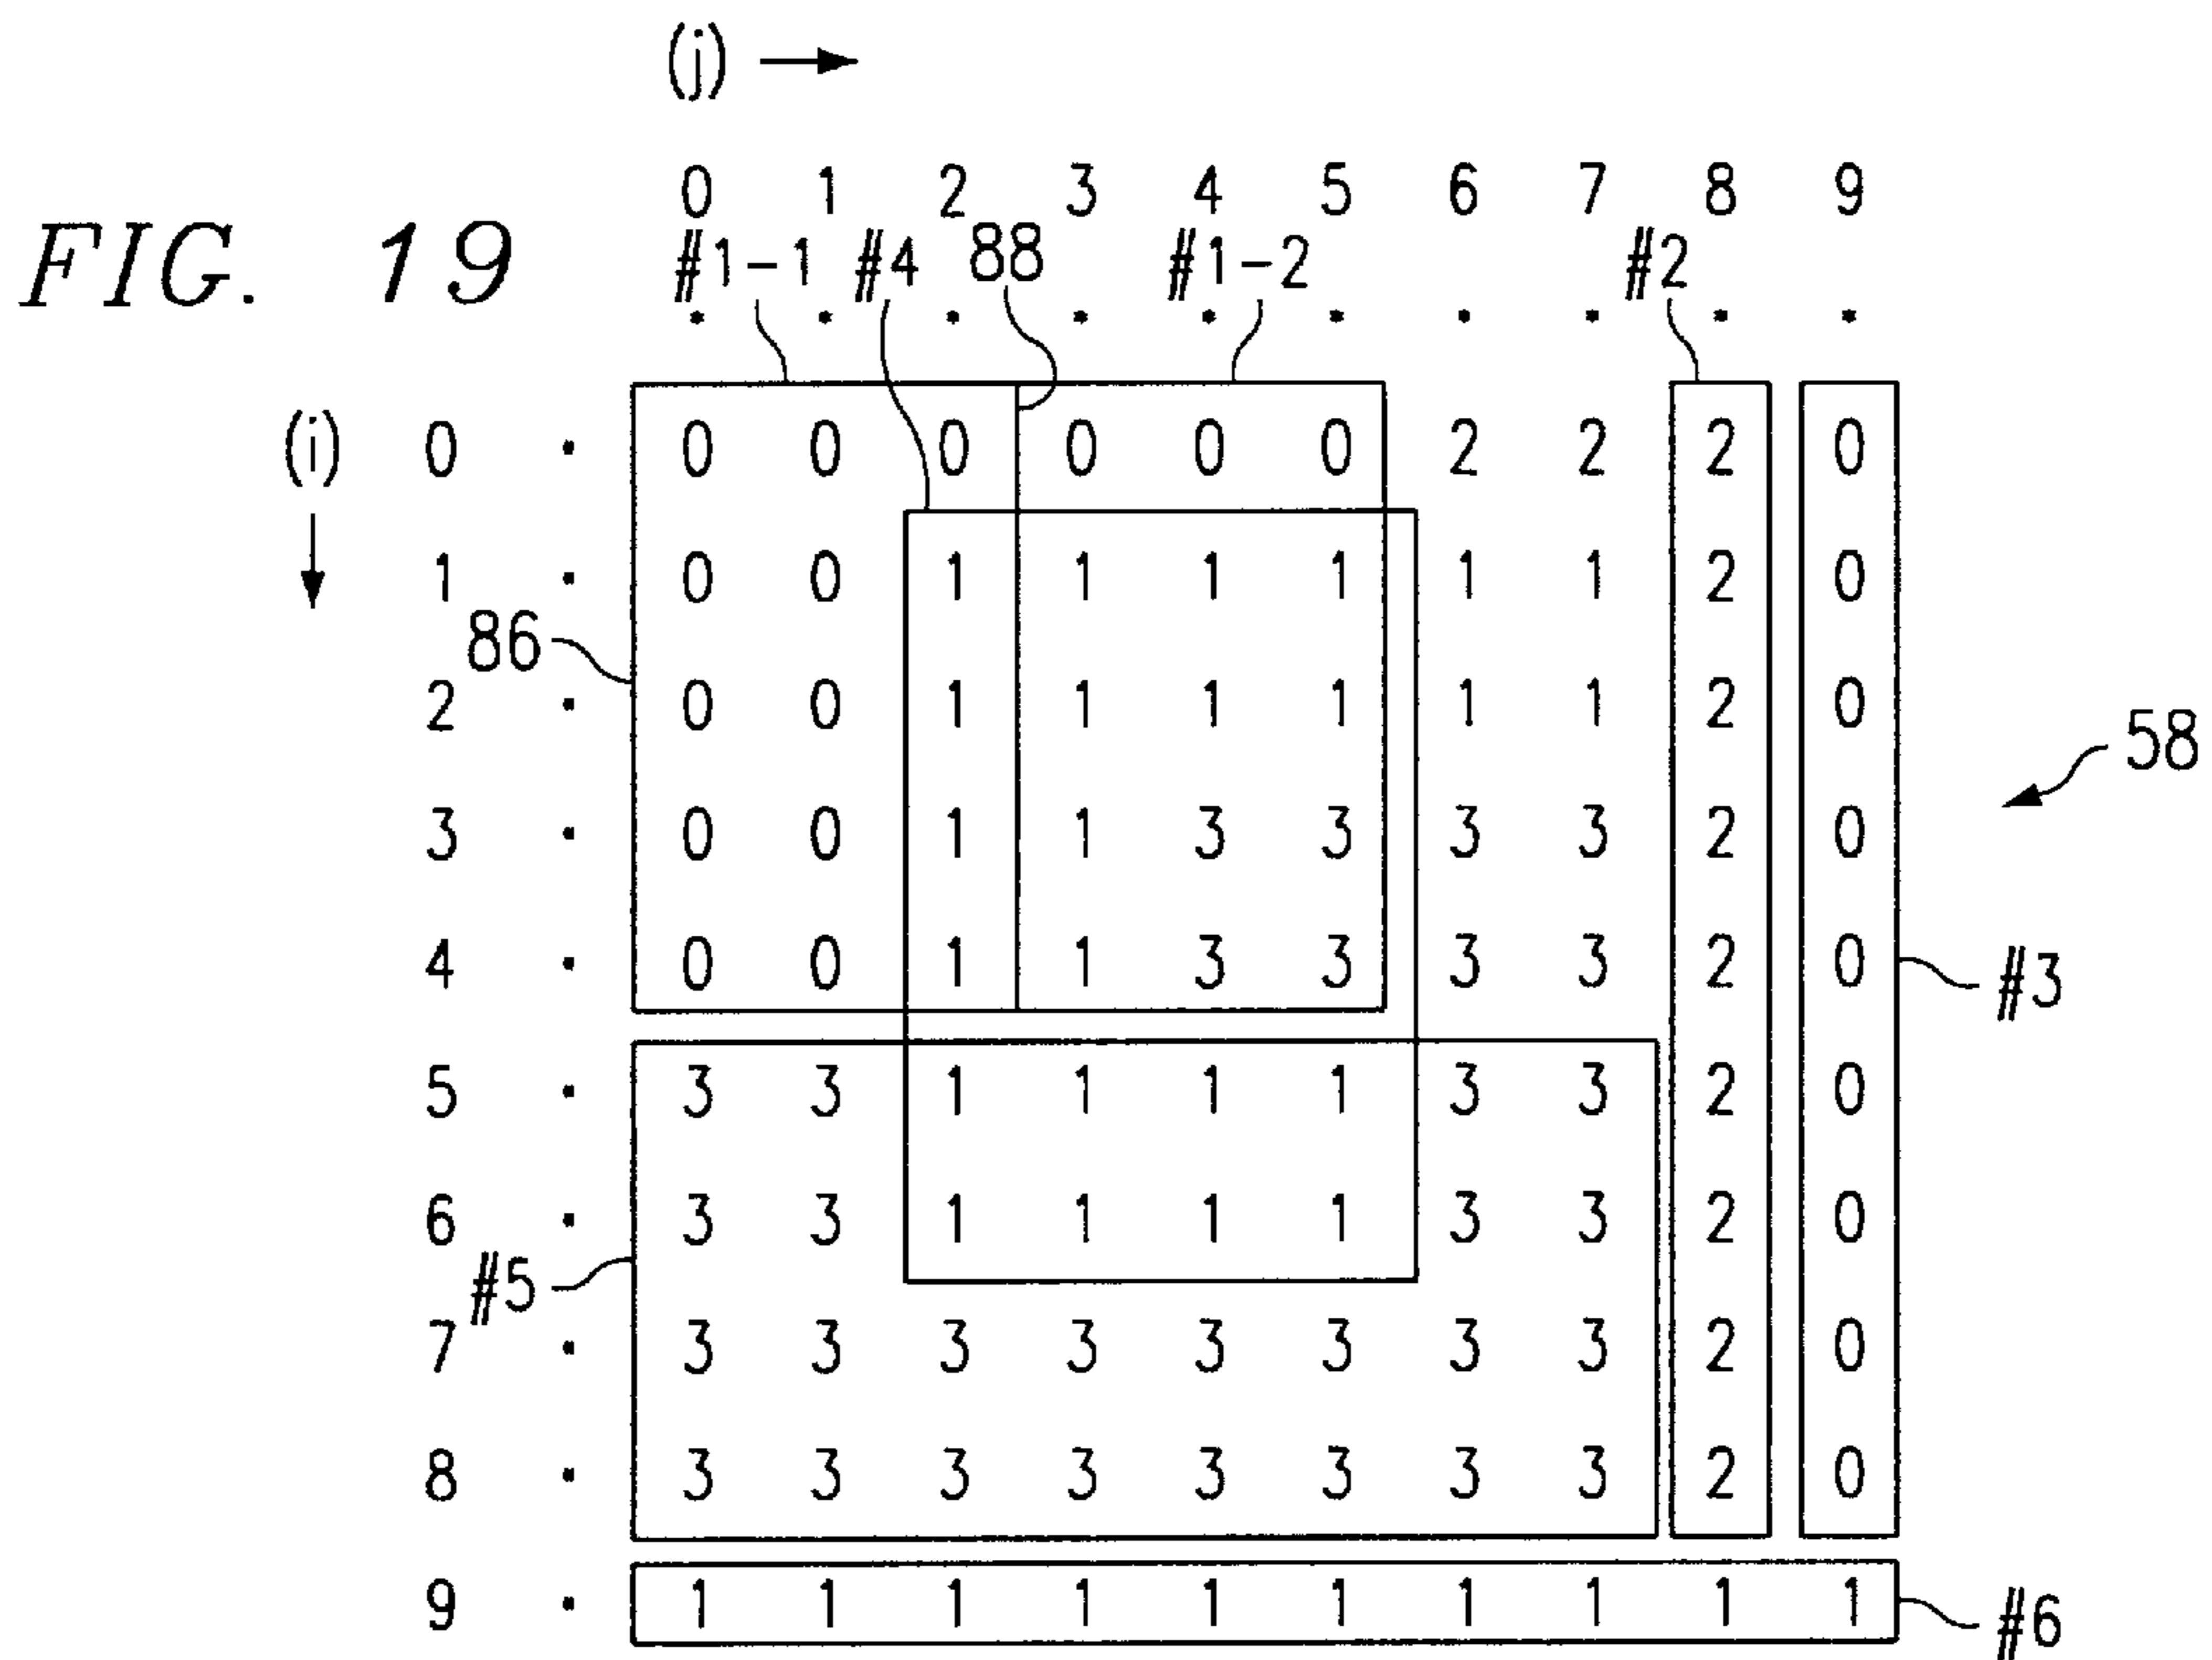 (j)
0 1 2 3 4 5 6 7 8 9
FIG. 19
#1-1 #4 88 #1-2 #2
(i) 0 0 0 0 0 0 0 2 2 2 0
1 0 0 1 1 1 1 1 1 2 0
86
2 0 0 1 1 1 1 1 1 2 0
58
3 0 0 1 1 3 3 3 3 2 0
4 0 0 1 1 3 3 3 3 2 0
#3
5 3 3 1 1 1 1 3 3 2 0
6 3 3 1 1 1 1 3 3 2 0
#5
7 3 3 3 3 3 3 3 3 2 0
8 3 3 3 3 3 3 3 3 2 0
9 1 1 1 1 1 1 1 1 1 1
#6